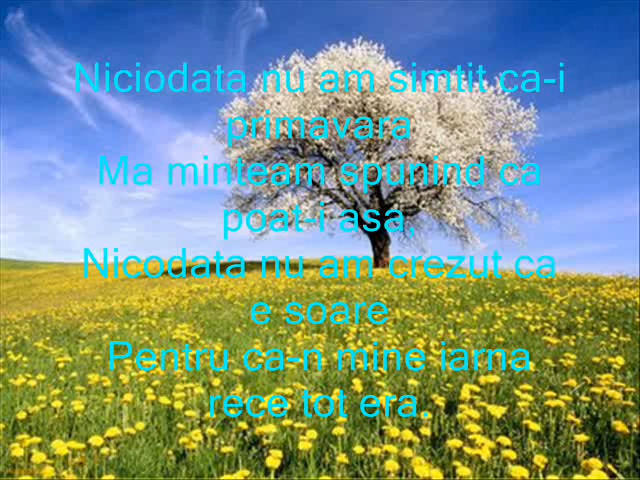 Niciodata nu am simtit ca-i
primavara
Ma minteam spunind ca
poat-i asa,
Nicodata nu am crezut ca
e soare
Pentru ca-n mine iarna
rece tot era.